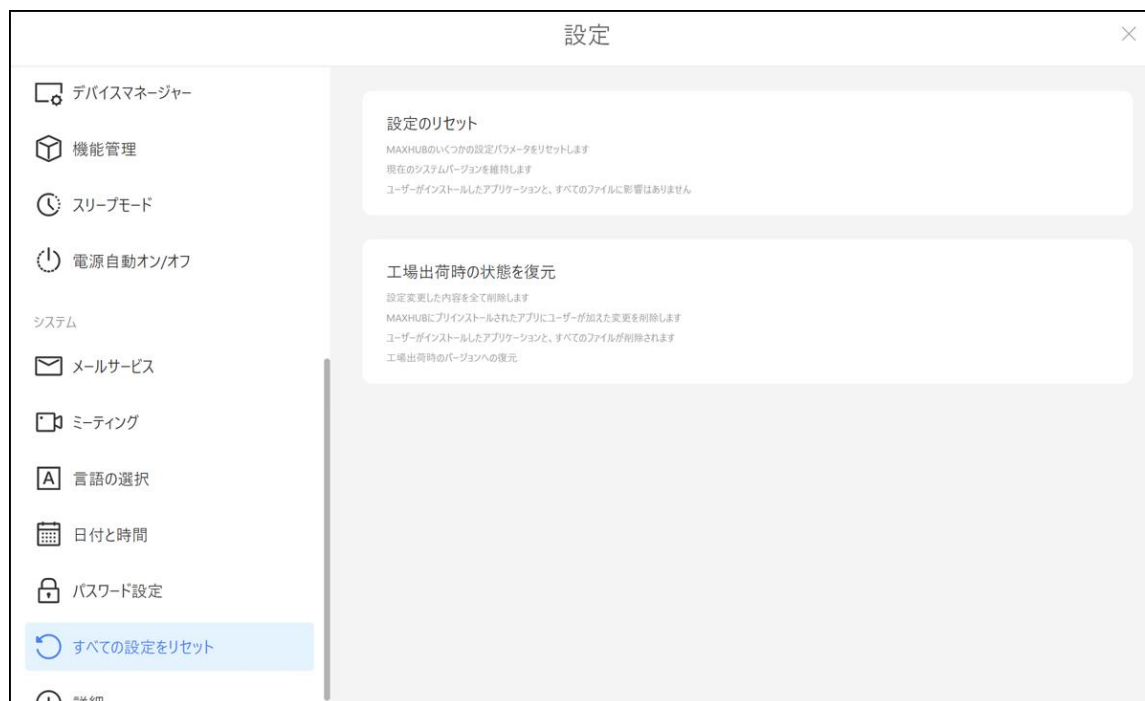 設定
デバイスマネージャー
機能管理
スリープモード
電源自動オン/オフ
システム
メールサービス
ミーティング
A 言語の選択
日付と時間
パスワード設定
すべての設定をリセット
詳細
設定のリセット
MAXHUBのいくつかの設定パラメータをリセットします
現在のシステムバージョンを維持します
ユーザーがインストールしたアプリケーションと、すべてのファイルに影響はありません
工場出荷時の状態を復元
設定変更した内容を全て削除します
MAXHUBにプリインストールされたアプリにユーザーが加えた変更を削除します
ユーザーがインストールしたアプリケーションと、すべてのファイルが削除されます
工場出荷時のバージョンへの復元